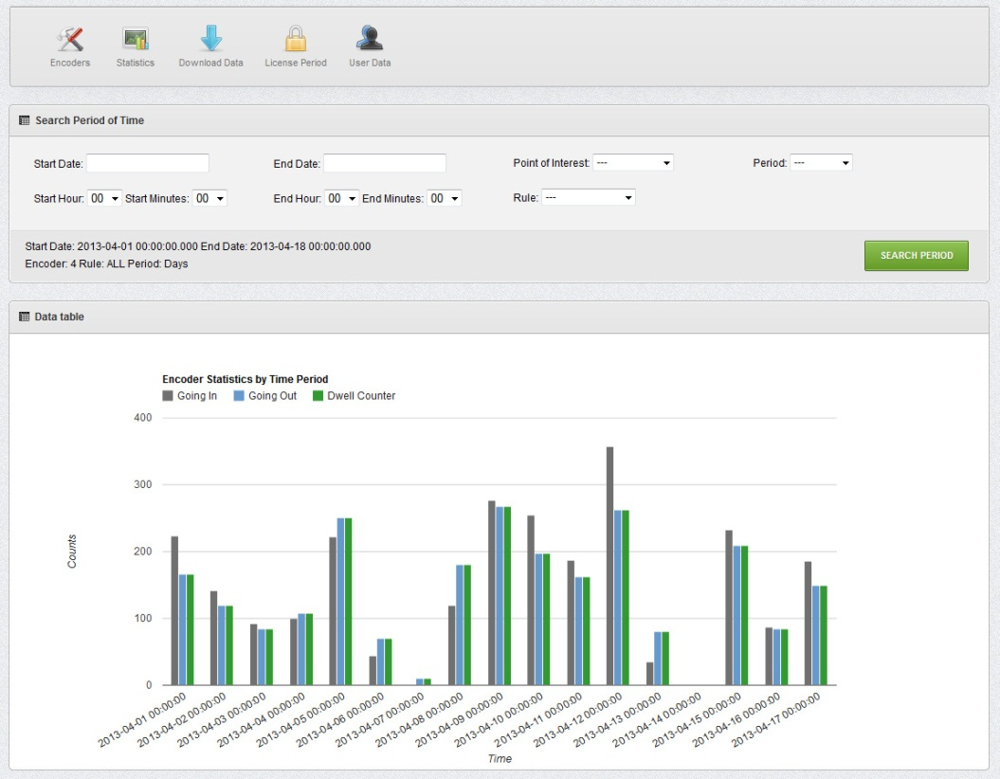 Encoders Statistics Download Data License Period User Data
Search Period of Time
Start Date: End Date: Point of Interest: --- Period: ---
Start Hour: 00 Start Minutes: 00 End Hour: 00 End Minutes: 00 Rule: ---
Start Date: 2013-04-01 00:00:00.000 End Date: 2013-04-18 00:00:00.000
Encoder: 4 Rule: ALL Period: Days
SEARCH PERIOD
Data table
Encoder Statistics by Time Period
Going In Going Out Dwell Counter
400
300
200
100
0
Counts
2013-04-01 00:00:00
2013-04-02 00:00:00
2013-04-03 00:00:00
2013-04-04 00:00:00
2013-04-05 00:00:00
2013-04-06 00:00:00
2013-04-07 00:00:00
2013-04-08 00:00:00
2013-04-09 00:00:00
2013-04-10 00:00:00
2013-04-11 00:00:00
2013-04-12 00:00:00
2013-04-13 00:00:00
2013-04-14 00:00:00
2013-04-15 00:00:00
2013-04-16 00:00:00
2013-04-17 00:00:00
Time